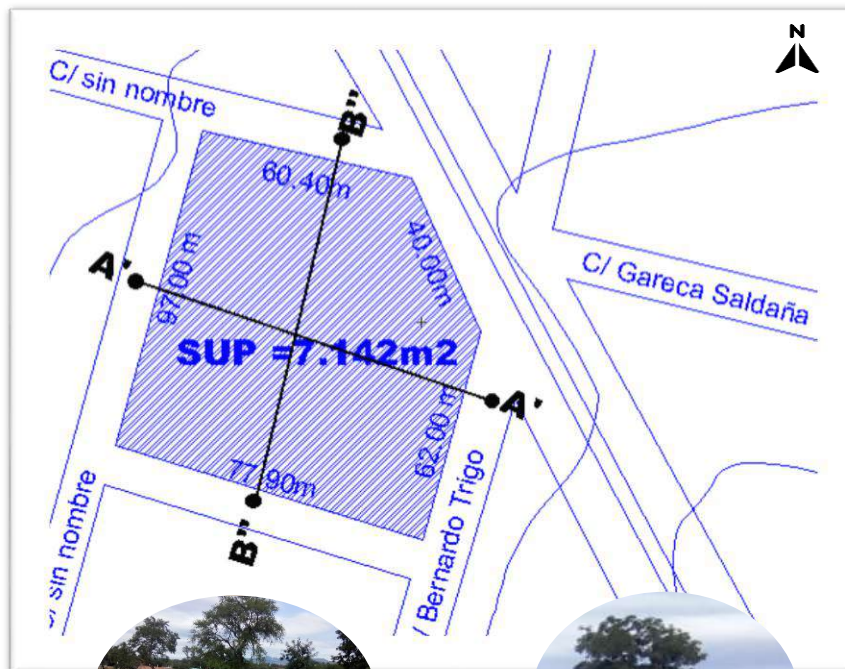 N
C/ sin nombre
B''
60.40m
40.00m
C/ Gareca Saldaña
A'
97.00 m
SUP =7.142m2
A'
62.00 m
77.90m
B''
C/ sin nombre
/ Bernardo Trigo